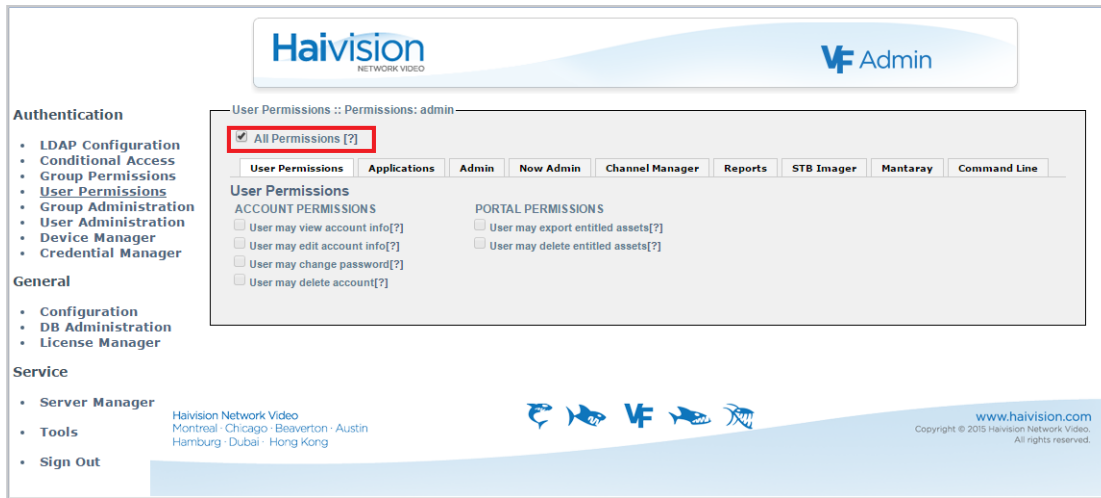 Haivision
NETWORK VIDEO
VF Admin
Authentication
• LDAP Configuration
• Conditional Access
• Group Permissions
• User Permissions
• Group Administration
• User Administration
• Device Manager
• Credential Manager
General
• Configuration
• DB Administration
• License Manager
Service
• Server Manager
• Tools
• Sign Out
User Permissions :: Permissions: admin
All Permissions [?]
User Permissions Applications Admin Now Admin Channel Manager Reports STB Imager Mantaray Command Line
User Permissions
ACCOUNT PERMISSIONS
User may view account info[?]
User may edit account info[?]
User may change password[?]
User may delete account[?]
PORTAL PERMISSIONS
User may export entitled assets[?]
User may delete entitled assets[?]
Haivision Network Video
Montreal · Chicago · Beaverton · Austin
Hamburg · Dubai · Hong Kong
VF
www.haivision.com
Copyright © 2015 Haivision Network Video.
All rights reserved.